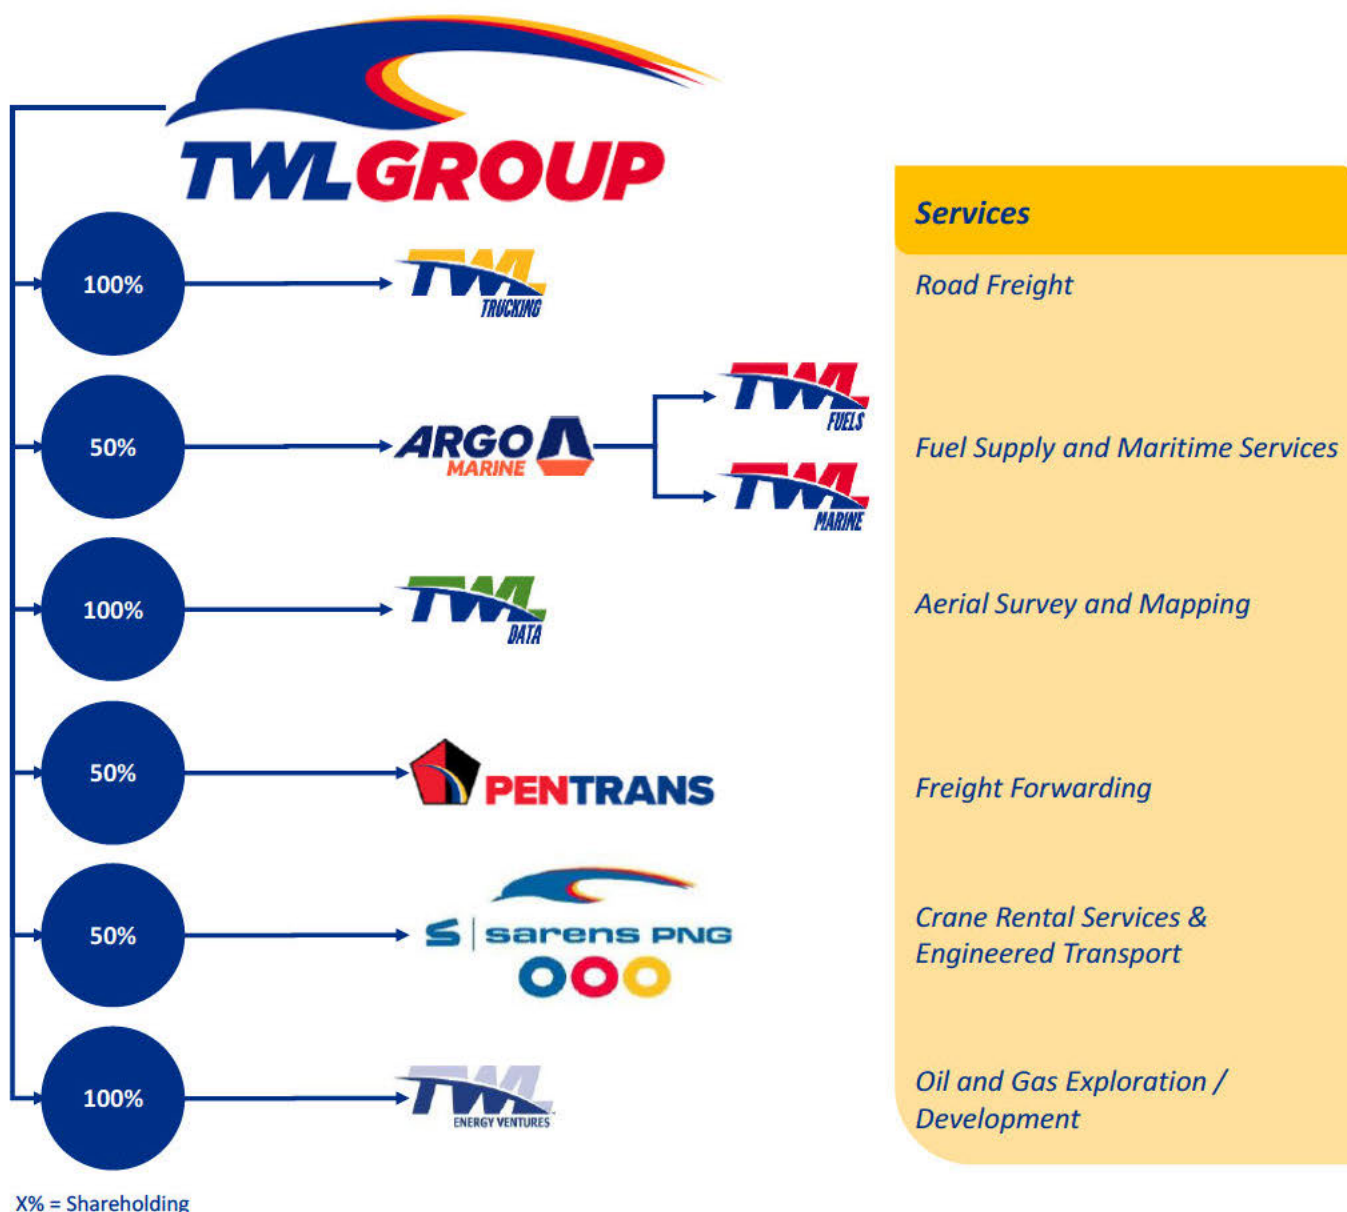 TWLGROUP
Services
100%
TWL
TRUCKING
Road Freight
50%
ARGO
MARINE
TWL
FUELS
TWL
MARINE
Fuel Supply and Maritime Services
100%
TWL
DATA
Aerial Survey and Mapping
50%
PENTRANS
Freight Forwarding
50%
S | sarens PNG
Crane Rental Services &
Engineered Transport
100%
TWL
ENERGY VENTURES
Oil and Gas Exploration /
Development
X% = Shareholding